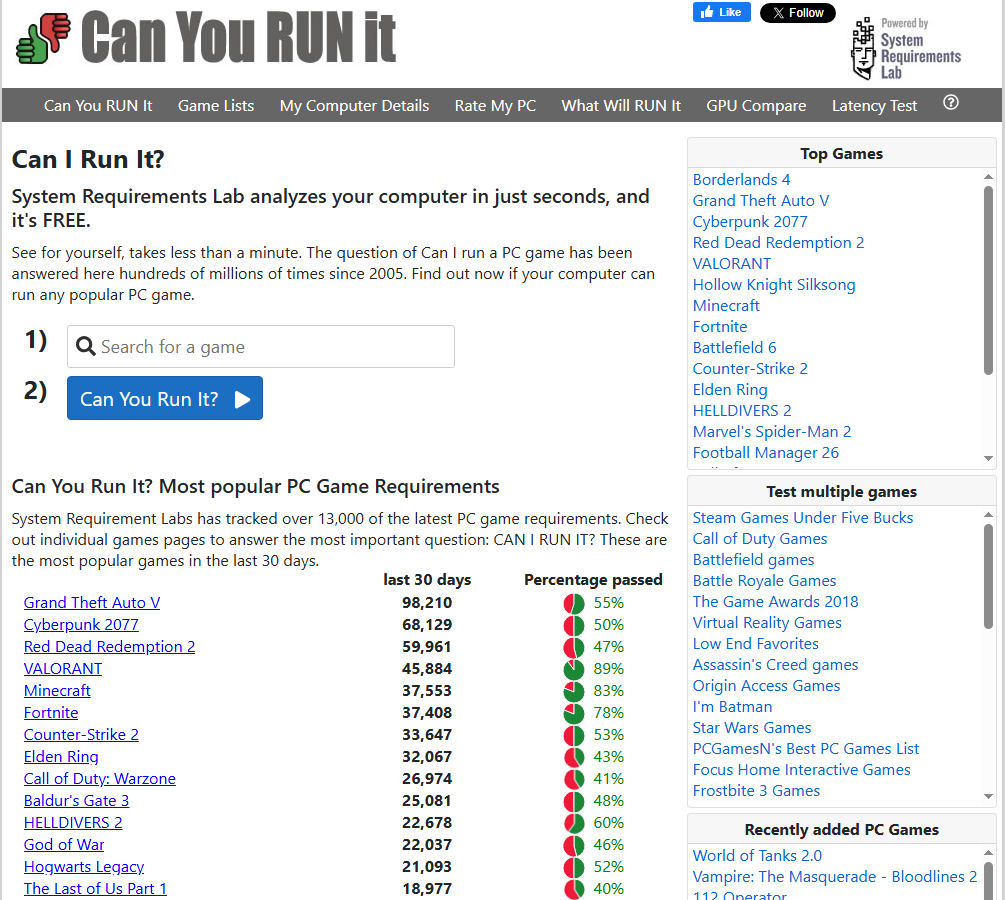 Can You RUN it
Like
Follow
Powered by
System
Requirements
Lab
Can You RUN It Game Lists My Computer Details Rate My PC What Will RUN It GPU Compare Latency Test ?
Can I Run It?
System Requirements Lab analyzes your computer in just seconds, and
it's FREE.
See for yourself, takes less than a minute. The question of Can I run a PC game has been
answered here hundreds of millions of times since 2005. Find out now if your computer can
run any popular PC game.
1) Search for a game
2) Can You Run It?
Can You Run It? Most popular PC Game Requirements
System Requirement Labs has tracked over 13,000 of the latest PC game requirements. Check
out individual games pages to answer the most important question: CAN I RUN IT? These are
the most popular games in the last 30 days.
last 30 days Percentage passed
Grand Theft Auto V 98,210 55%
Cyberpunk 2077 68,129 50%
Red Dead Redemption 2 59,961 47%
VALORANT 45,884 89%
Minecraft 37,553 83%
Fortnite 37,408 78%
Counter-Strike 2 33,647 53%
Elden Ring 32,067 43%
Call of Duty: Warzone 26,974 41%
Baldur's Gate 3 25,081 48%
HELLDIVERS 2 22,678 60%
God of War 22,037 46%
Hogwarts Legacy 21,093 52%
The Last of Us Part 1 18,977 40%
Top Games
Borderlands 4
Grand Theft Auto V
Cyberpunk 2077
Red Dead Redemption 2
VALORANT
Hollow Knight Silksong
Minecraft
Fortnite
Battlefield 6
Counter-Strike 2
Elden Ring
HELLDIVERS 2
Marvel's Spider-Man 2
Football Manager 26
Test multiple games
Steam Games Under Five Bucks
Call of Duty Games
Battlefield games
Battle Royale Games
The Game Awards 2018
Virtual Reality Games
Low End Favorites
Assassin's Creed games
Origin Access Games
I'm Batman
Star Wars Games
PCGamesN's Best PC Games List
Focus Home Interactive Games
Frostbite 3 Games
Recently added PC Games
World of Tanks 2.0
Vampire: The Masquerade - Bloodlines 2
112 Operator